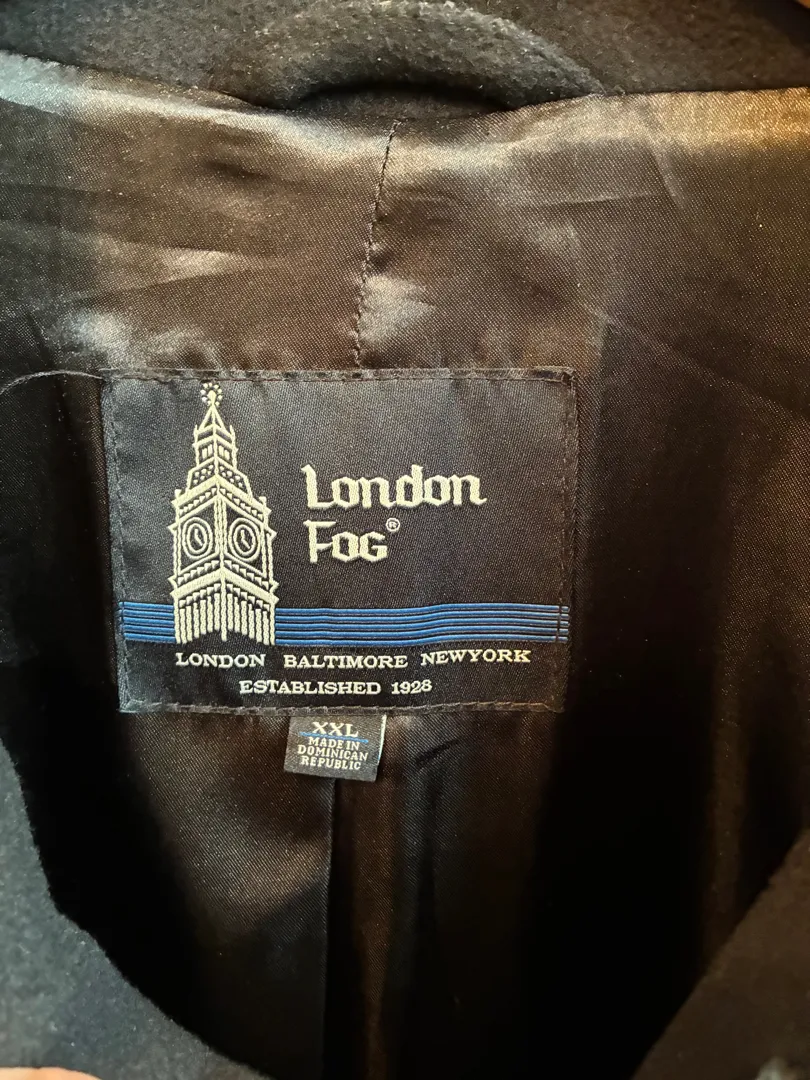 London
Fog®
LONDON BALTIMORE NEWYORK
ESTABLISHED 1928
XXL
MADE IN
DOMINICAN
REPUBLIC